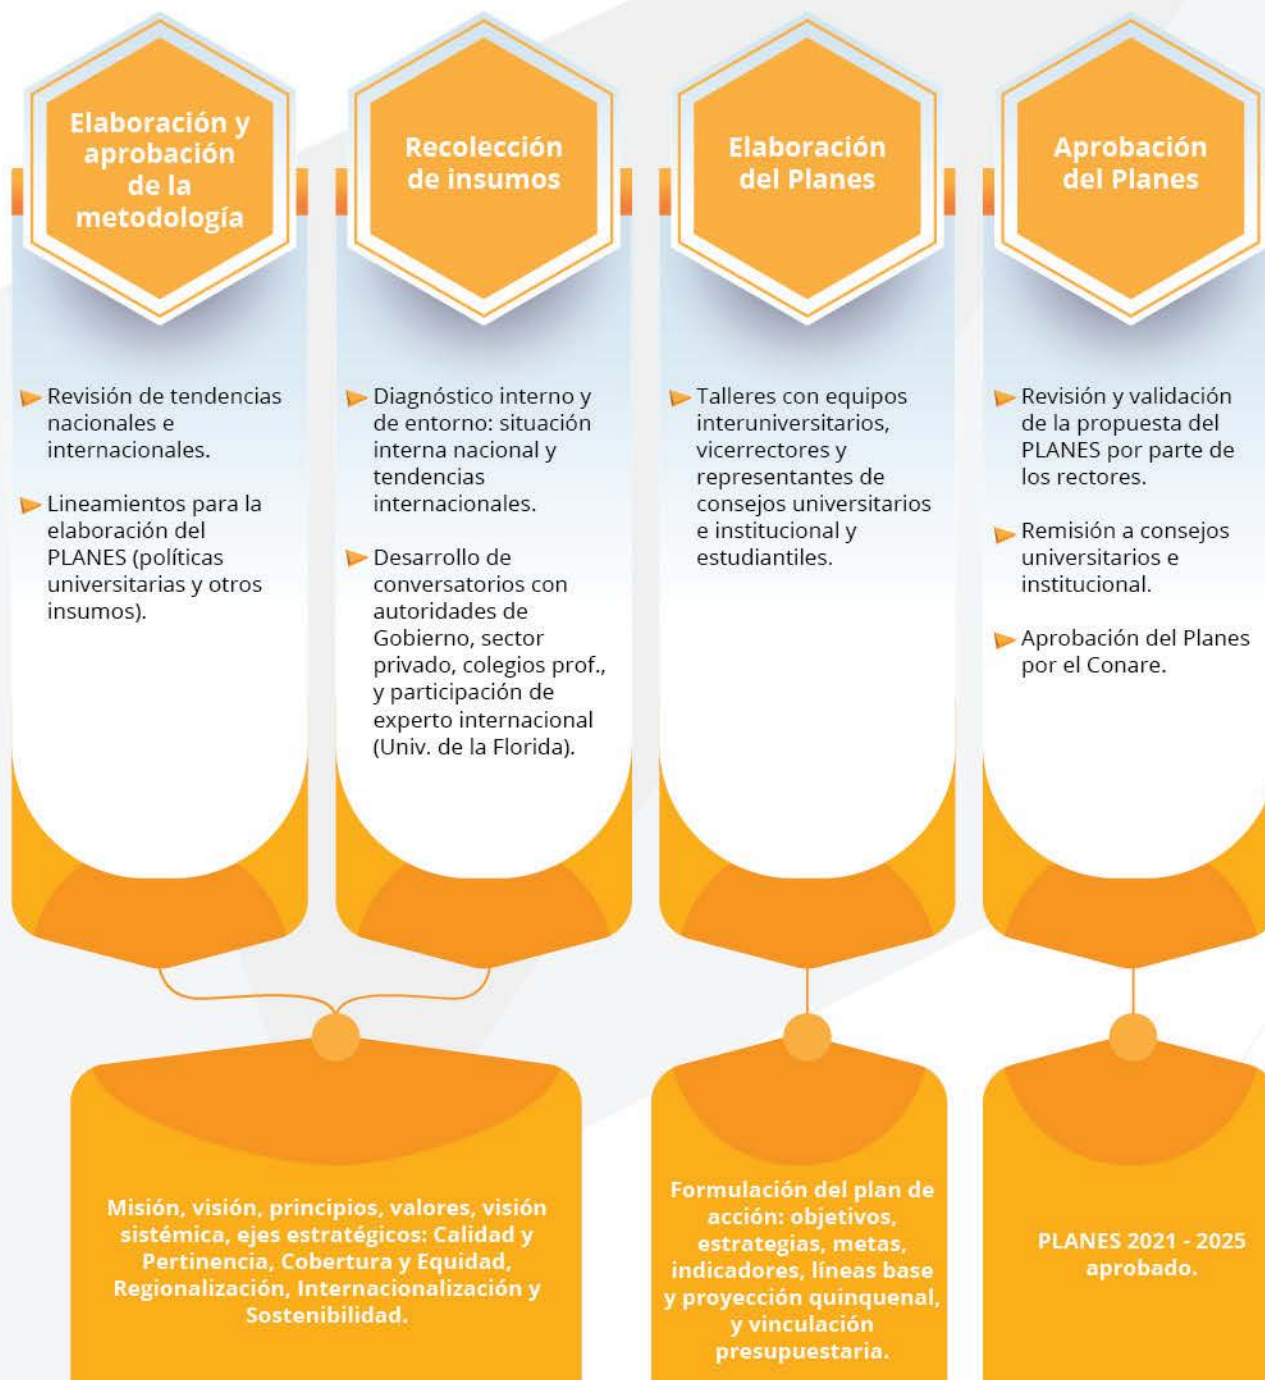 Elaboración y
aprobación
de la
metodología
Revisión de tendencias
nacionales e
internacionales.
Lineamientos para la
elaboración del
PLANES (políticas
universitarias y otros
insumos).
Recolección
de insumos
Diagnóstico interno y
de entorno: situación
interna nacional y
tendencias
internacionales.
Desarrollo de
conversatorios con
autoridades de
Gobierno, sector
privado, colegios prof.,
y participación de
experto internacional
(Univ. de la Florida).
Elaboración
del Planes
Talleres con equipos
interuniversitarios,
vicerrectores y
representantes de
consejos universitarios
e institucional y
estudiantiles.
Aprobación
del Planes
Revisión y validación
de la propuesta del
PLANES por parte de
los rectores.
Remisión a consejos
universitarios e
institucional.
Aprobación del Planes
por el Conare.
Misión, visión, principios, valores, visión
sistémica, ejes estratégicos: Calidad y
Pertinencia, Cobertura y Equidad,
Regionalización, Internacionalización y
Sostenibilidad.
Formulación del plan de
acción: objetivos,
estrategias, metas,
indicadores, líneas base
y proyección quinquenal,
y vinculación
presupuestaria.
PLANES 2021 - 2025
aprobado.